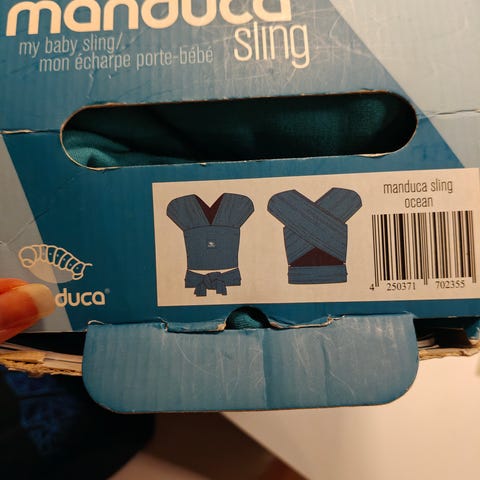 manduca
sling
my baby sling/
mon écharpe porte-bébé
manduca sling
ocean
4 250371 702355
duca®